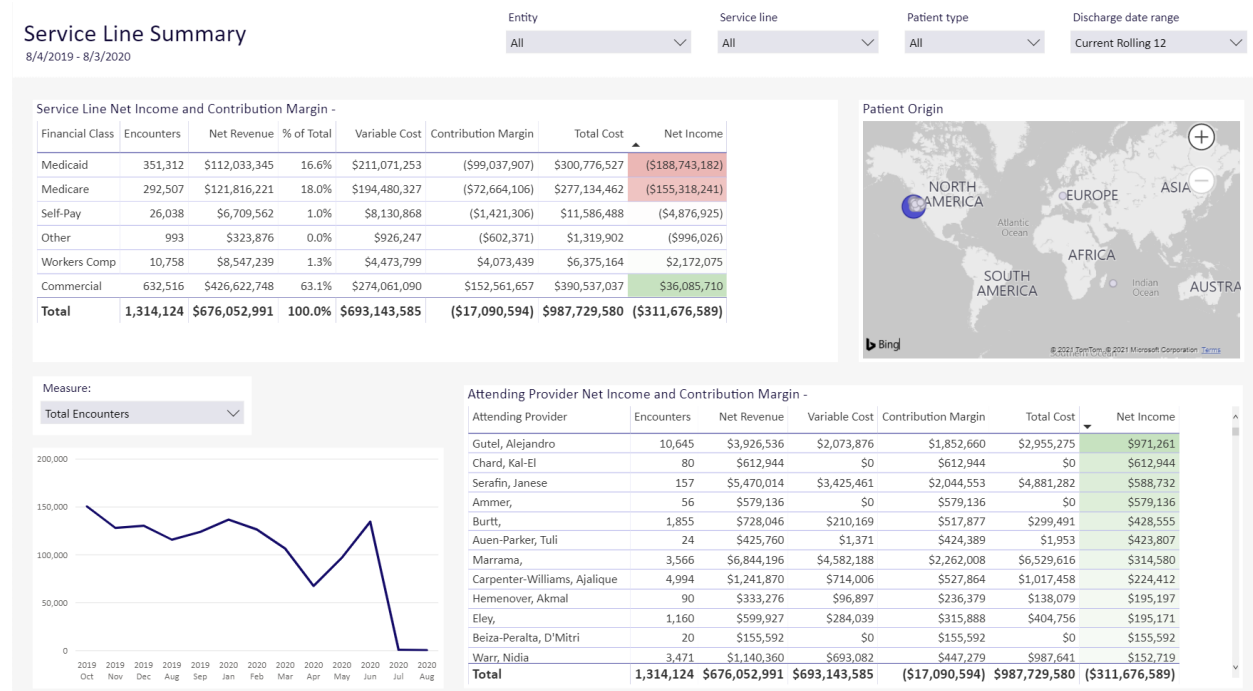 Service Line Summary
8/4/2019 - 8/3/2020
Entity
All
Service line
All
Patient type
All
Discharge date range
Current Rolling 12
Service Line Net Income and Contribution Margin -
Financial Class Encounters Net Revenue % of Total Variable Cost Contribution Margin Total Cost Net Income
Medicaid 351,312 $112,033,345 16.6% $211,071,253 ($99,037,907) $300,776,527 ($188,743,182)
Medicare 292,507 $121,816,221 18.0% $194,480,327 ($72,664,106) $277,134,462 ($155,318,241)
Self-Pay 26,038 $6,709,562 1.0% $8,130,868 ($1,421,306) $11,586,488 ($4,876,925)
Other 993 $323,876 0.0% $926,247 ($602,371) $1,319,902 ($996,026)
Workers Comp 10,758 $8,547,239 1.3% $4,473,799 $4,073,439 $6,375,164 $2,172,075
Commercial 632,516 $426,622,748 63.1% $274,061,090 $152,561,657 $390,537,037 $36,085,710
Total 1,314,124 $676,052,991 100.0% $693,143,585 ($17,090,594) $987,729,580 ($311,676,589)
Patient Origin
NORTH
AMERICA
EUROPE
ASIA
Atlantic
Ocean
AFRICA
SOUTH
AMERICA
Indian
Ocean
AUSTRA
Bing
© 2021 TomTom, © 2021 Microsoft Corporation Terms
Southern Ocean
Measure:
Total Encounters
200,000
150,000
100,000
50,000
0
2019 2019 2019 2019 2019 2020 2020 2020 2020 2020 2020 2020 2020
Oct Nov Dec Aug Sep Jan Feb Mar Apr May Jun Jul Aug
Attending Provider Net Income and Contribution Margin -
Attending Provider Encounters Net Revenue Variable Cost Contribution Margin Total Cost Net Income
Gutel, Alejandro 10,645 $3,926,536 $2,073,876 $1,852,660 $2,955,275 $971,261
Chard, Kal-El 80 $612,944 $0 $612,944 $0 $612,944
Serafin, Janese 157 $5,470,014 $3,425,461 $2,044,553 $4,881,282 $588,732
Ammer, 56 $579,136 $0 $579,136 $0 $579,136
Burtt, 1,855 $728,046 $210,169 $517,877 $299,491 $428,555
Auen-Parker, Tuli 24 $425,760 $1,371 $424,389 $1,953 $423,807
Marrama, 3,566 $6,844,196 $4,582,188 $2,262,008 $6,529,616 $314,580
Carpenter-Williams, Ajalique 4,994 $1,241,870 $714,006 $527,864 $1,017,458 $224,412
Hemenover, Akmal 90 $333,276 $96,897 $236,379 $138,079 $195,197
Eley, 1,160 $599,927 $284,039 $315,888 $404,756 $195,171
Beiza-Peralta, D'Mitri 20 $155,592 $0 $155,592 $0 $155,592
Warr, Nidia 3,471 $1,140,360 $693,082 $447,279 $987,641 $152,719
Total 1,314,124 $676,052,991 $693,143,585 ($17,090,594) $987,729,580 ($311,676,589)